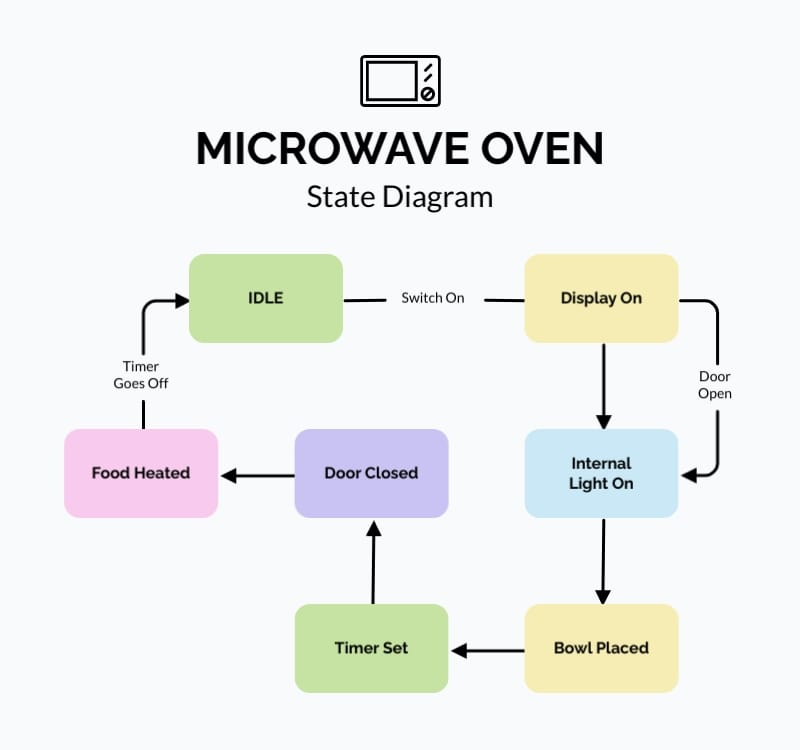 MICROWAVE OVEN
State Diagram
IDLE
Switch On
Display On
Timer
Goes Off
Door
Open
Food Heated
Door Closed
Internal
Light On
Timer Set
Bowl Placed